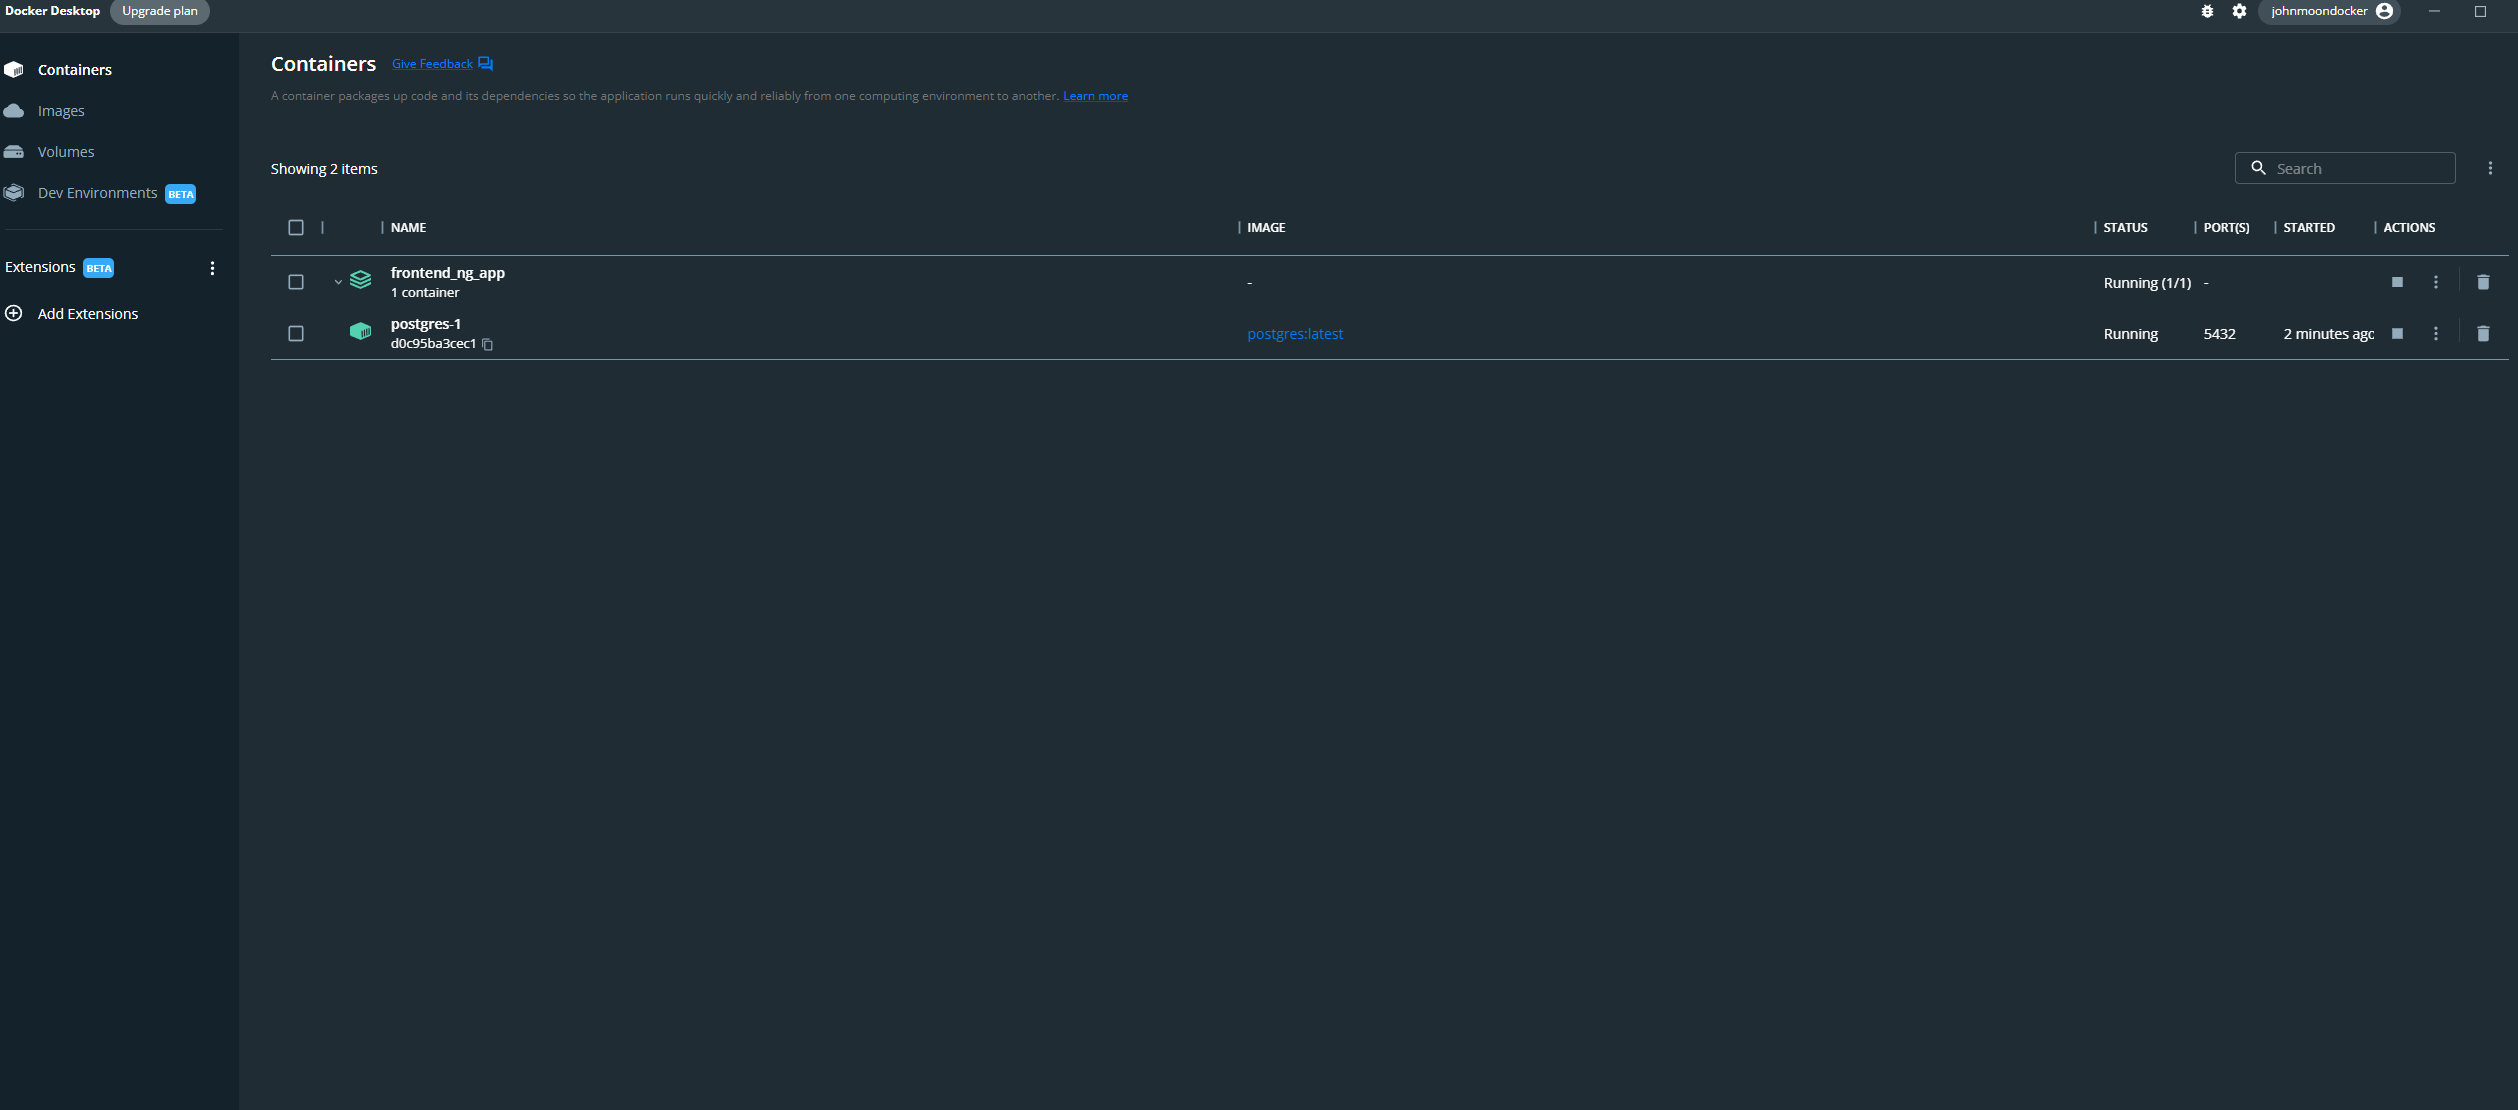 Docker Desktop Upgrade plan johnmoondocker
Containers
Images
Volumes
Dev Environments BETA
Extensions BETA
Add Extensions
Containers Give Feedback
A container packages up code and its dependencies so the application runs quickly and reliably from one computing environment to another. Learn more
Showing 2 items Search
NAME IMAGE STATUS PORT(S) STARTED ACTIONS
frontend_ng_app - Running (1/1) -
1 container
postgres-1 postgres:latest Running 5432 2 minutes ago
d0c95ba3cec1